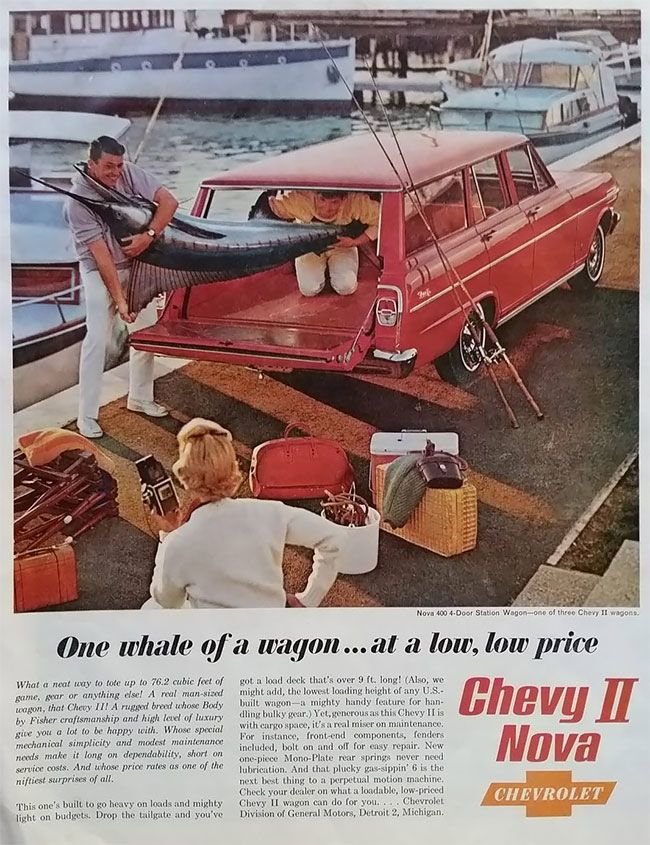 Nova 400 4-Door Station Wagon—one of three Chevy II wagons.
One whale of a wagon...at a low, low price
What a neat way to tote up to 76.2 cubic feet of
game, gear or anything else! A real man-sized
wagon, that Chevy II! A rugged breed whose Body
by Fisher craftsmanship and high level of luxury
give you a lot to be happy with. Whose special
mechanical simplicity and modest maintenance
needs make it long on dependability, short on
service costs. And whose price rates as one of the
niftiest surprises of all.
This one's built to go heavy on loads and mighty
light on budgets. Drop the tailgate and you've
got a load deck that's over 9 ft. long! (Also, we
might add, the lowest loading height of any U.S.-
built wagon—a mighty handy feature for han-
dling bulky gear.) Yet, generous as this Chevy II is
with cargo space, it's a real miser on maintenance.
For instance, front-end components, fenders
included, bolt on and off for easy repair. New
one-piece Mono-Plate rear springs never need
lubrication. And that plucky gas-sippin' 6 is the
next best thing to a perpetual motion machine.
Check your dealer on what a loadable, low-priced
Chevy II wagon can do for you. . . . Chevrolet
Division of General Motors, Detroit 2, Michigan.
Chevy II
Nova
CHEVROLET